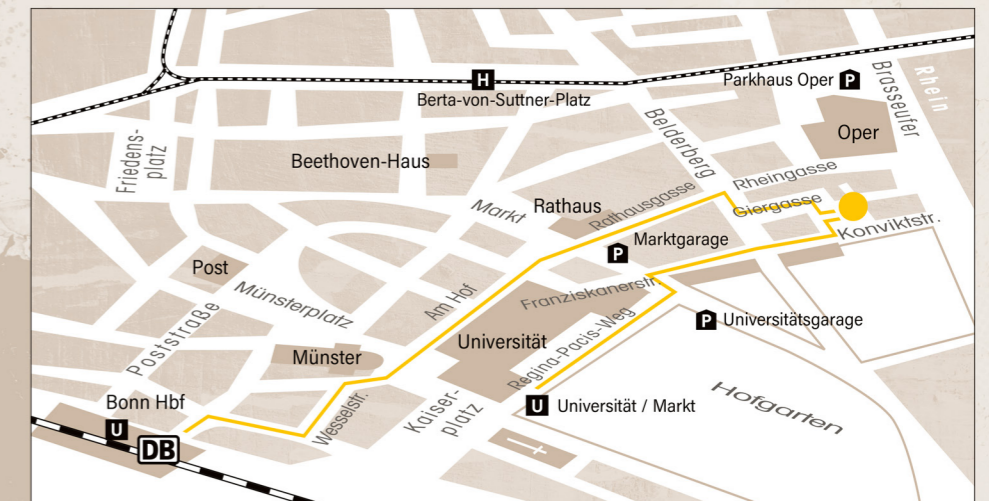 H
Berta-von-Suttner-Platz
Parkhaus Oper P
Brasseufer
Rhein
Oper
Friedens-
platz
Beethoven-Haus
Belderberg
Rheingasse
Giergasse
Konviktstr.
Markt
Rathaus
Rathausgasse
P
Marktgarage
Post
Münsterplatz
Am Hof
Franziskanerstr.
Poststraße
Münster
Universität
Regina-Pacis-Weg
P Universitätsgarage
Hofgarten
Bonn Hbf
U
DB
Wesselstr.
Kaiser-
platz
U Universität / Markt